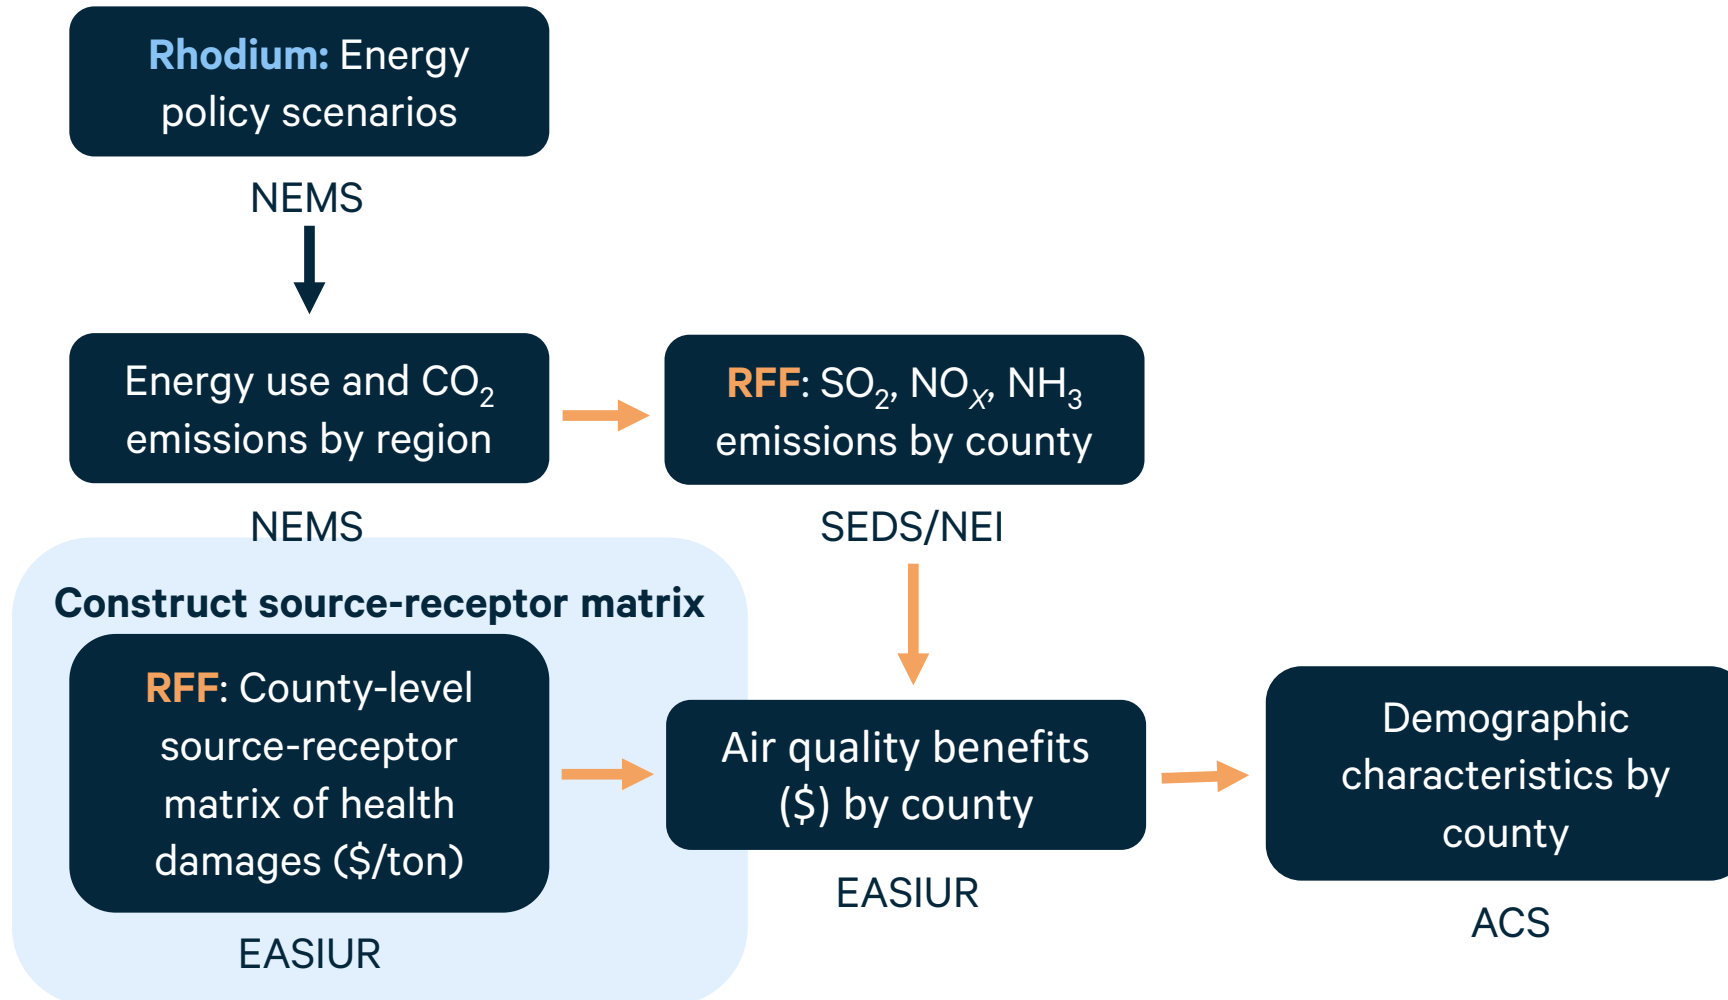 Rhodium: Energy
policy scenarios
NEMS
Energy use and CO₂
emissions by region
NEMS
RFF: SO₂, NOₓ, NH₃
emissions by county
SEDS/NEI
Construct source-receptor matrix
RFF: County-level
source-receptor
matrix of health
damages ($/ton)
EASIUR
Air quality benefits
($) by county
EASIUR
Demographic
characteristics by
county
ACS